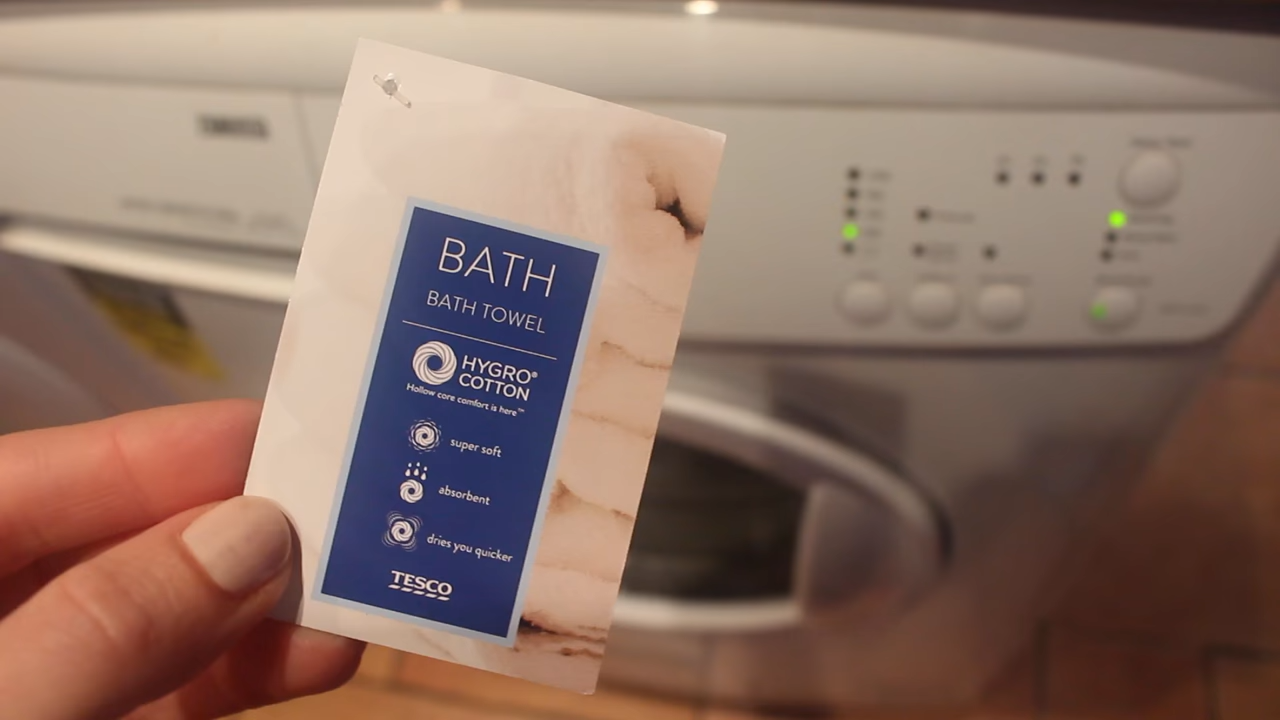 BATH
BATH TOWEL
HYGRO®
COTTON
Hollow core comfort is here™
super soft
absorbent
dries you quicker
TESCO